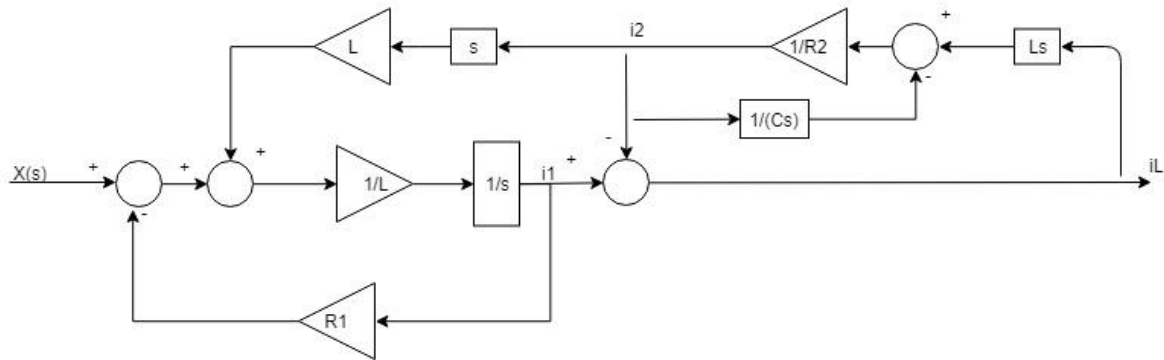 +
i2
L
s
1/R2
+
Ls
-
1/(Cs)
-
X(s)
+
+
+
1/L
1/s
i1
+
iL
-
R1